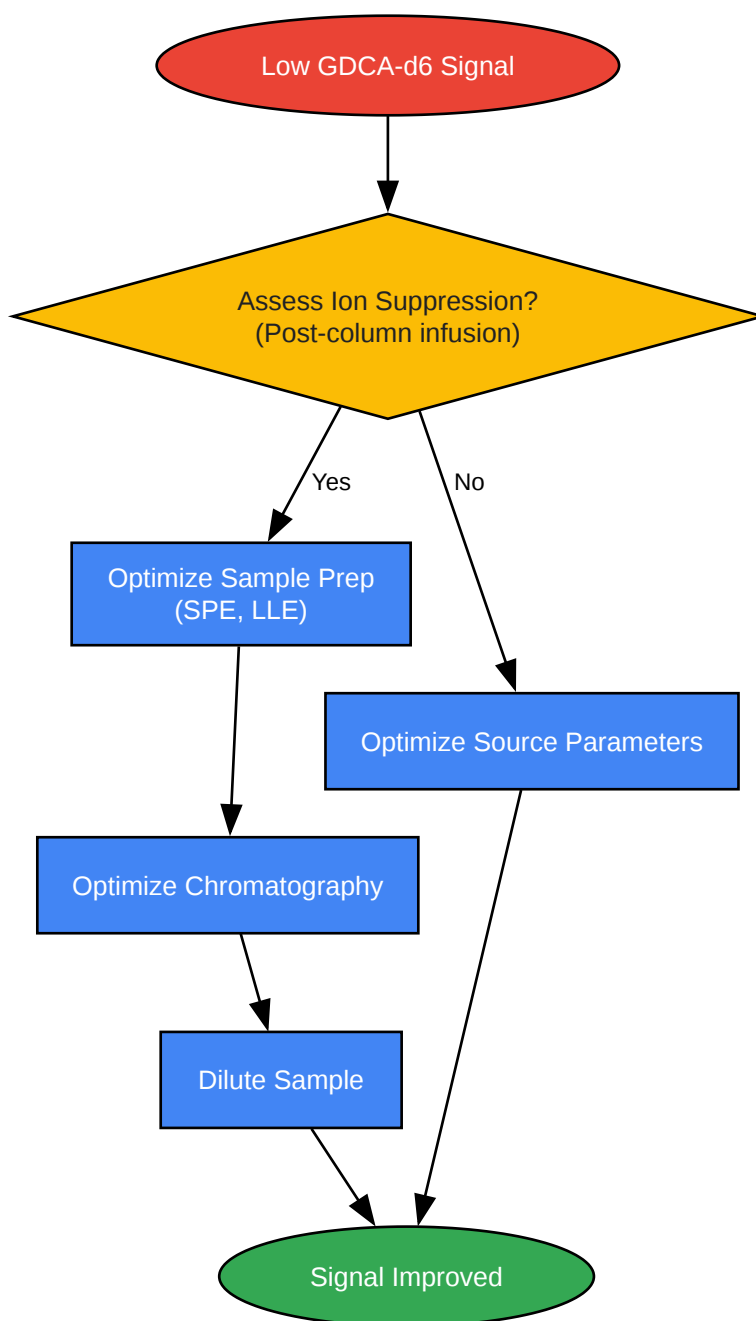 Low GDCA-d6 Signal
Assess Ion Suppression?
(Post-column infusion)
Yes
No
Optimize Sample Prep
(SPE, LLE)
Optimize Source Parameters
Optimize Chromatography
Dilute Sample
Signal Improved